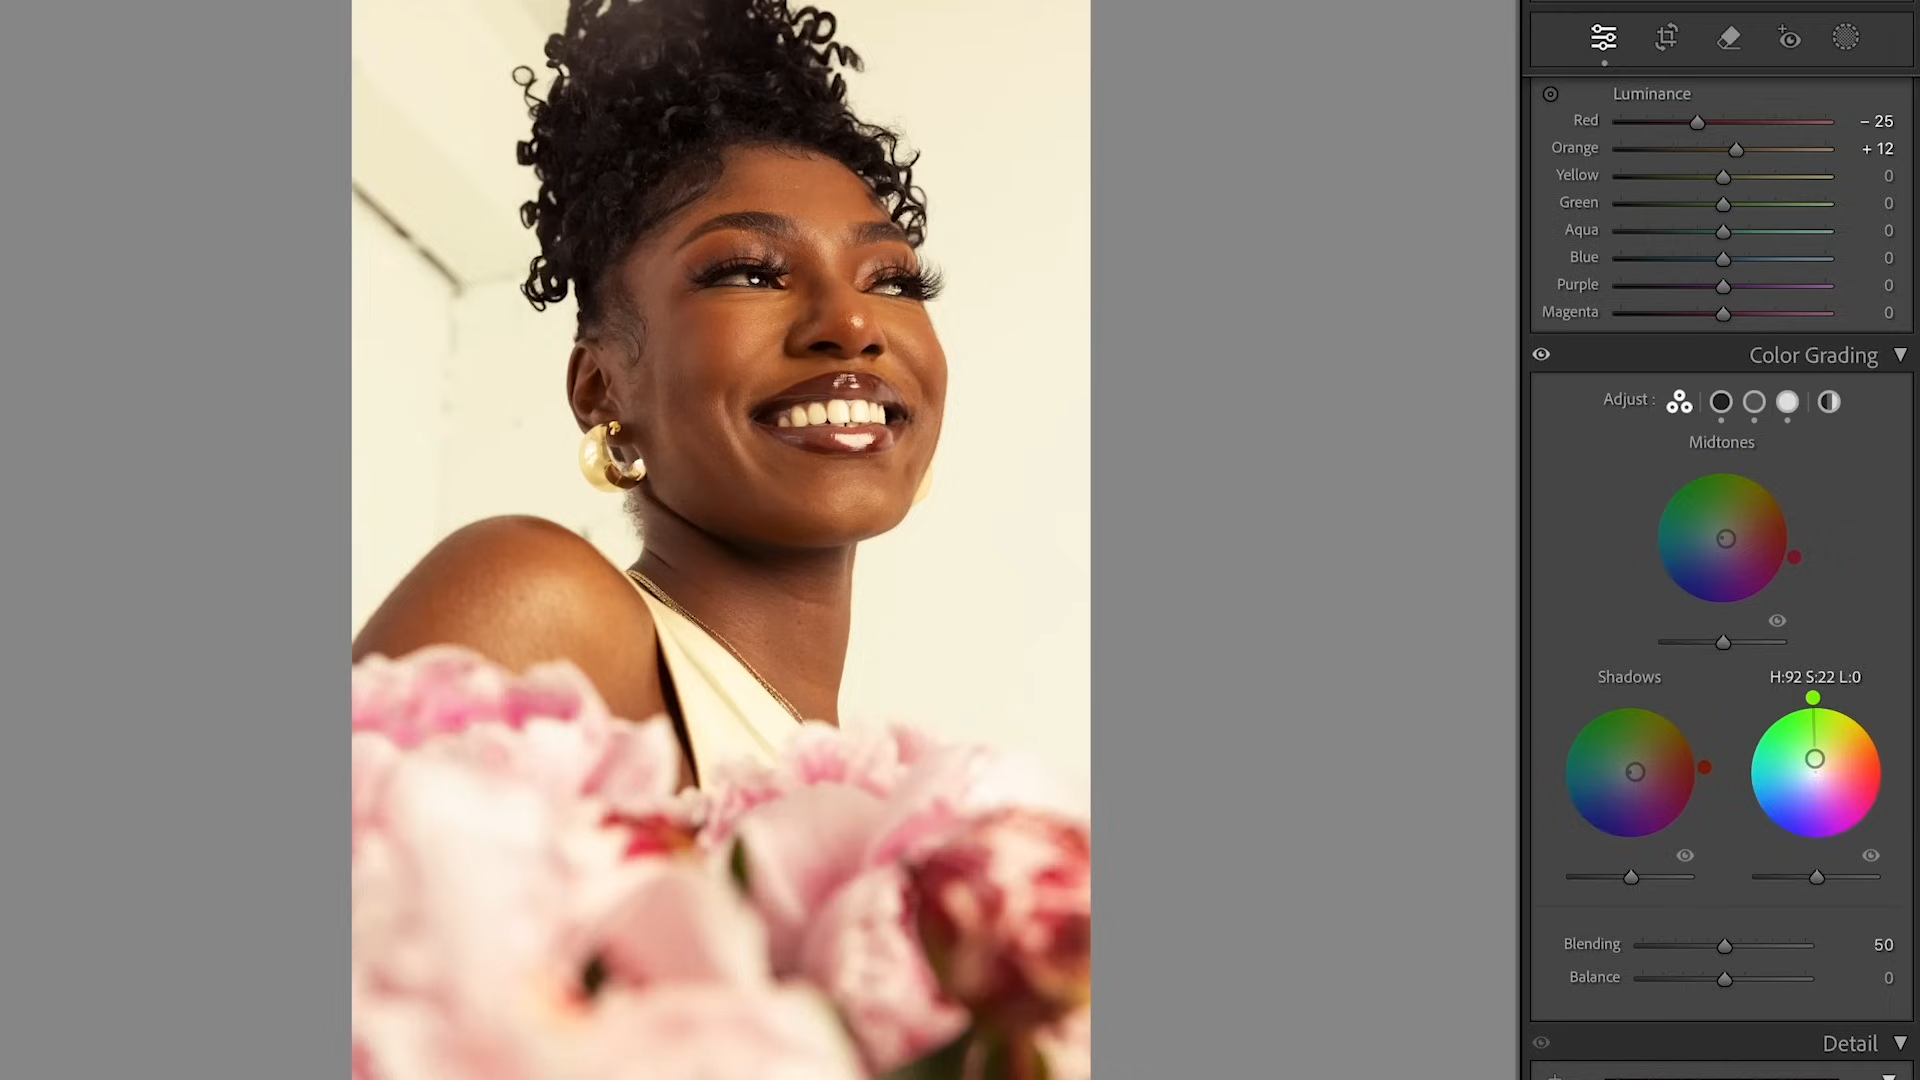 Luminance
Red – 25
Orange + 12
Yellow 0
Green 0
Aqua 0
Blue 0
Purple 0
Magenta 0
Color Grading
Adjust :
Midtones
Shadows H:92 S:22 L:0
Blending 50
Balance 0
Detail